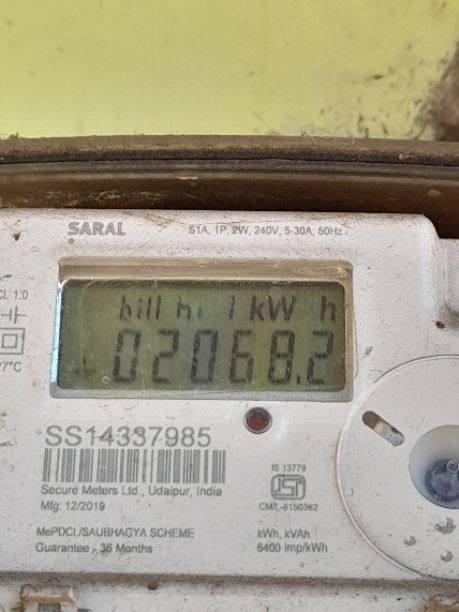 SARAL
S1A, 1P, 2W, 240V, 5-30A, 50Hz
Cl. 1.0
bill hi 1 kW h
02068.2
27°C
SS14337985
Secure Meters Ltd., Udaipur, India
Mfg: 12/2019
IS 13779
CM/L-8150362
MePDCL/SAUBHAGYA SCHEME
Guarantee - 36 Months
kWh, kVAh
6400 imp/kWh